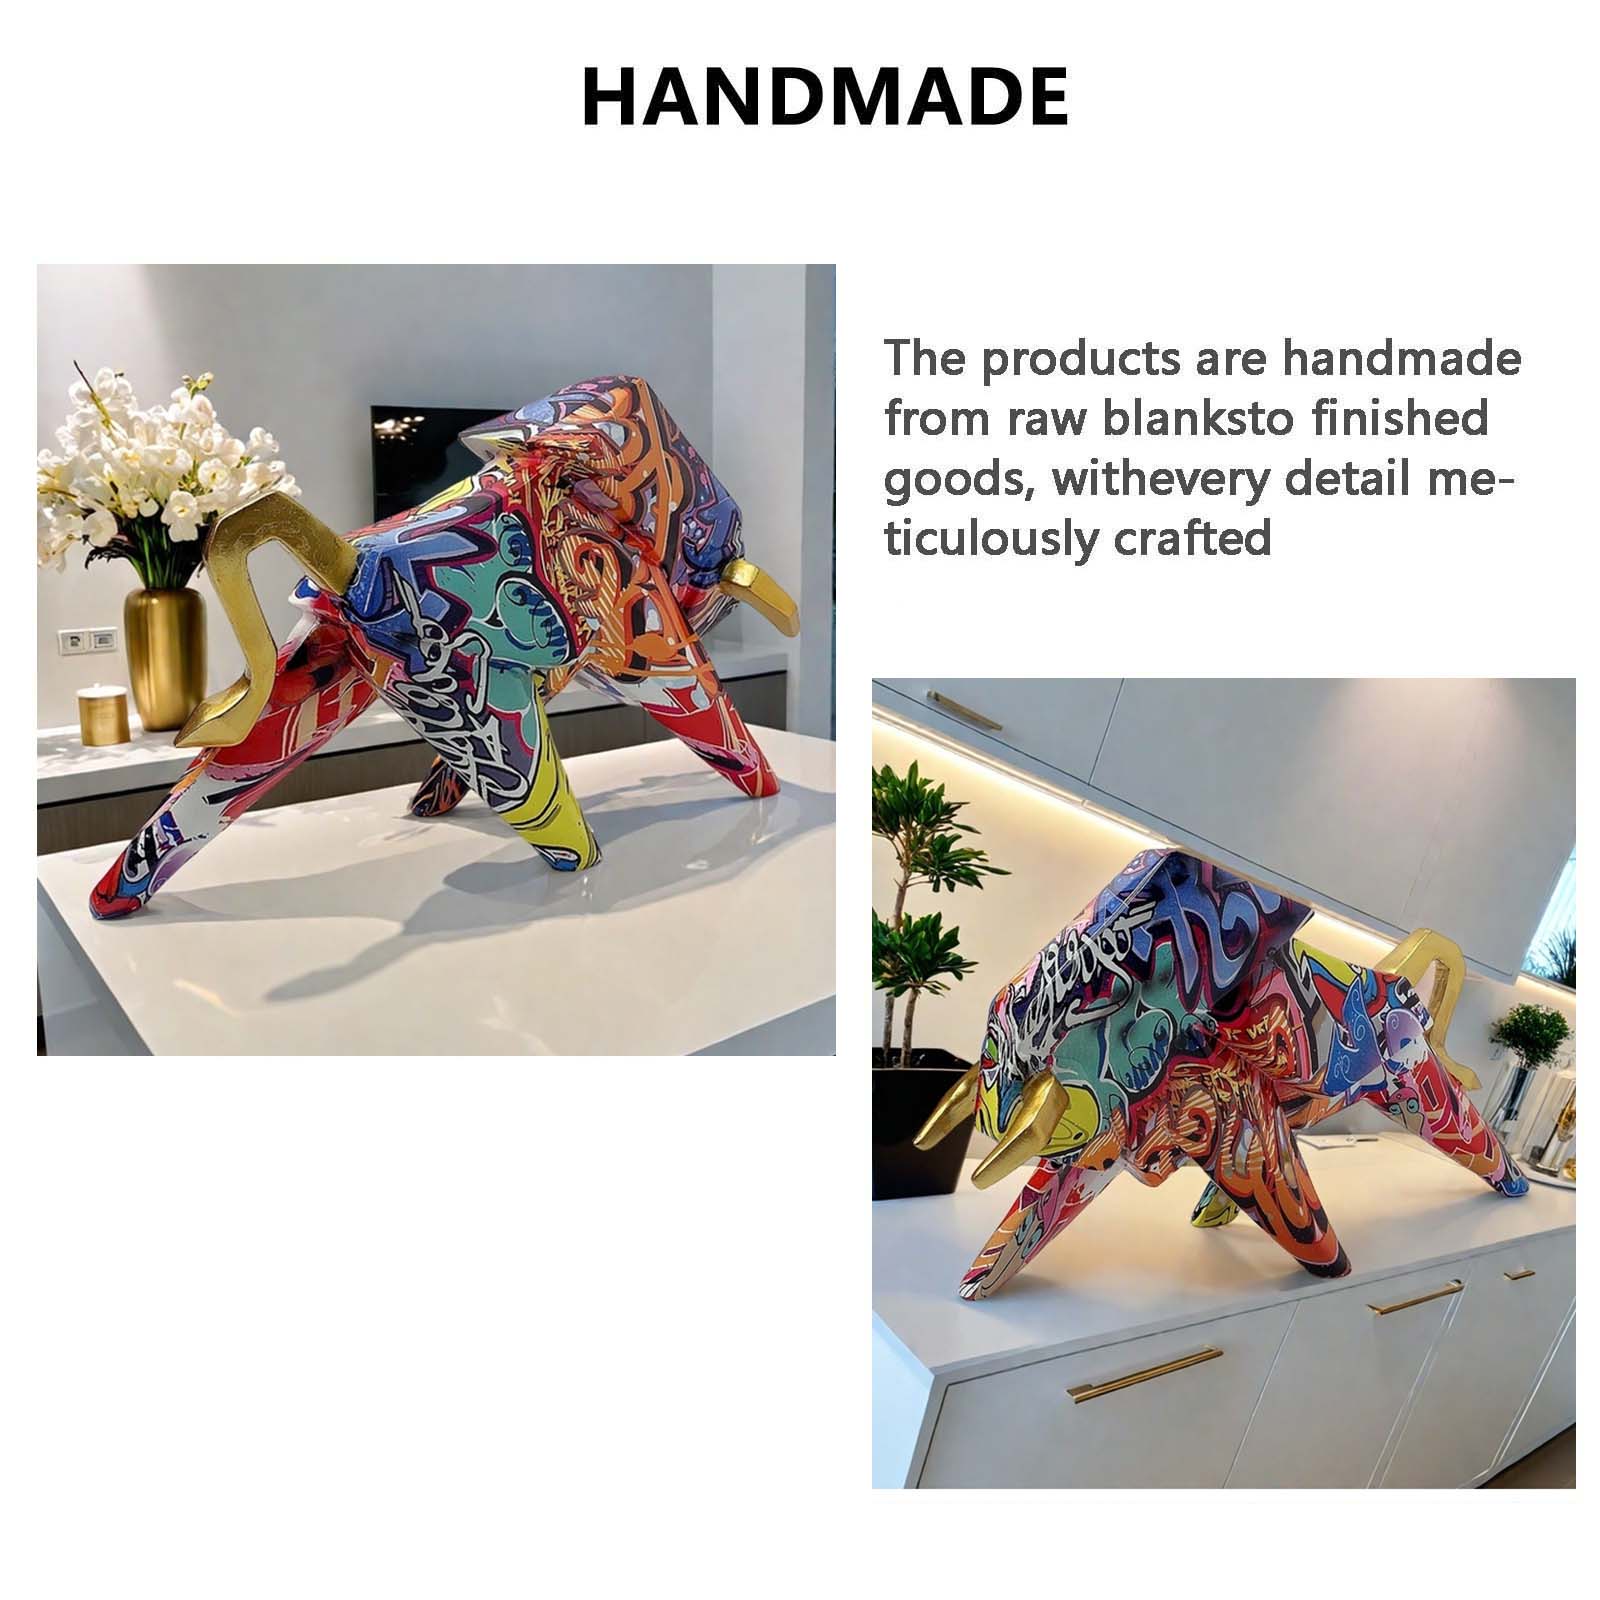 HANDMADE
The products are handmade
from raw blanksto finished
goods, withevery detail me-
ticulously crafted